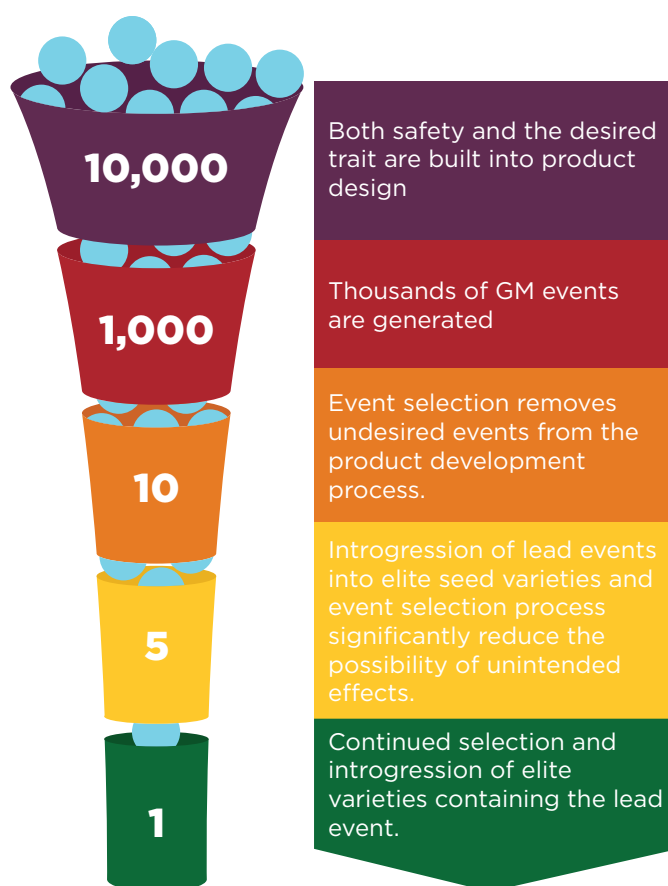 10,000
Both safety and the desired
trait are built into product
design
1,000
Thousands of GM events
are generated
10
Event selection removes
undesired events from the
product development
process.
5
Introgression of lead events
into elite seed varieties and
event selection process
significantly reduce the
possibility of unintended
effects.
1
Continued selection and
introgression of elite
varieties containing the lead
event.